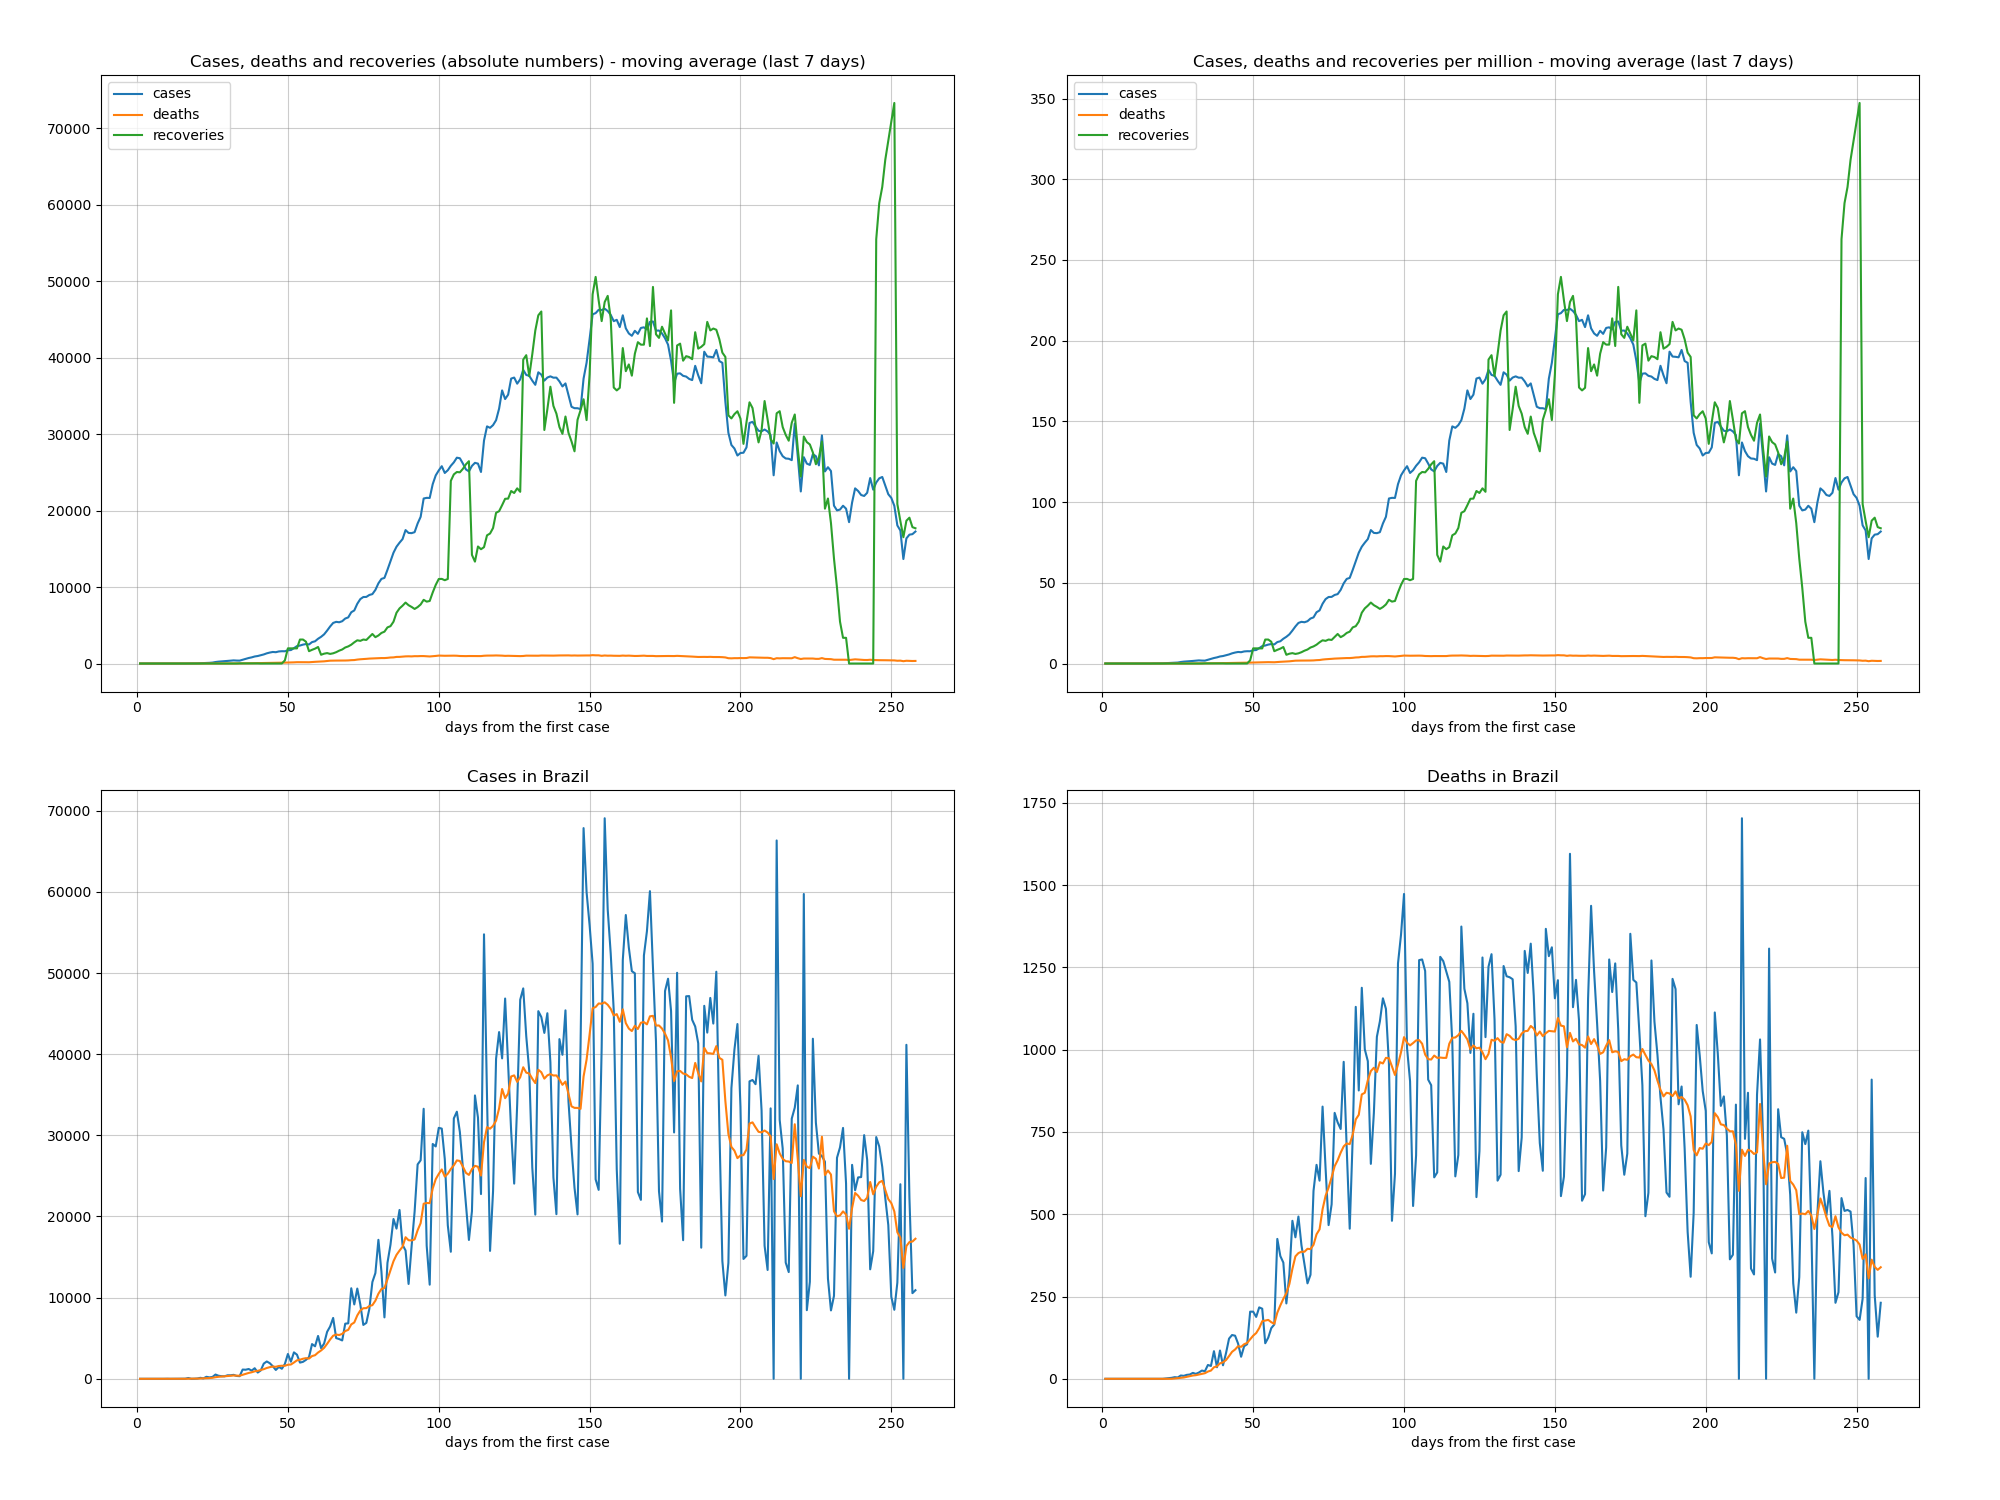 Cases, deaths and recoveries (absolute numbers) - moving average (last 7 days)
cases
deaths
recoveries
70000
60000
50000
40000
30000
20000
10000
0
0 50 100 150 200 250
days from the first case
Cases, deaths and recoveries per million - moving average (last 7 days)
cases
deaths
recoveries
350
300
250
200
150
100
50
0
0 50 100 150 200 250
days from the first case
Cases in Brazil
70000
60000
50000
40000
30000
20000
10000
0
0 50 100 150 200 250
days from the first case
Deaths in Brazil
1750
1500
1250
1000
750
500
250
0
0 50 100 150 200 250
days from the first case